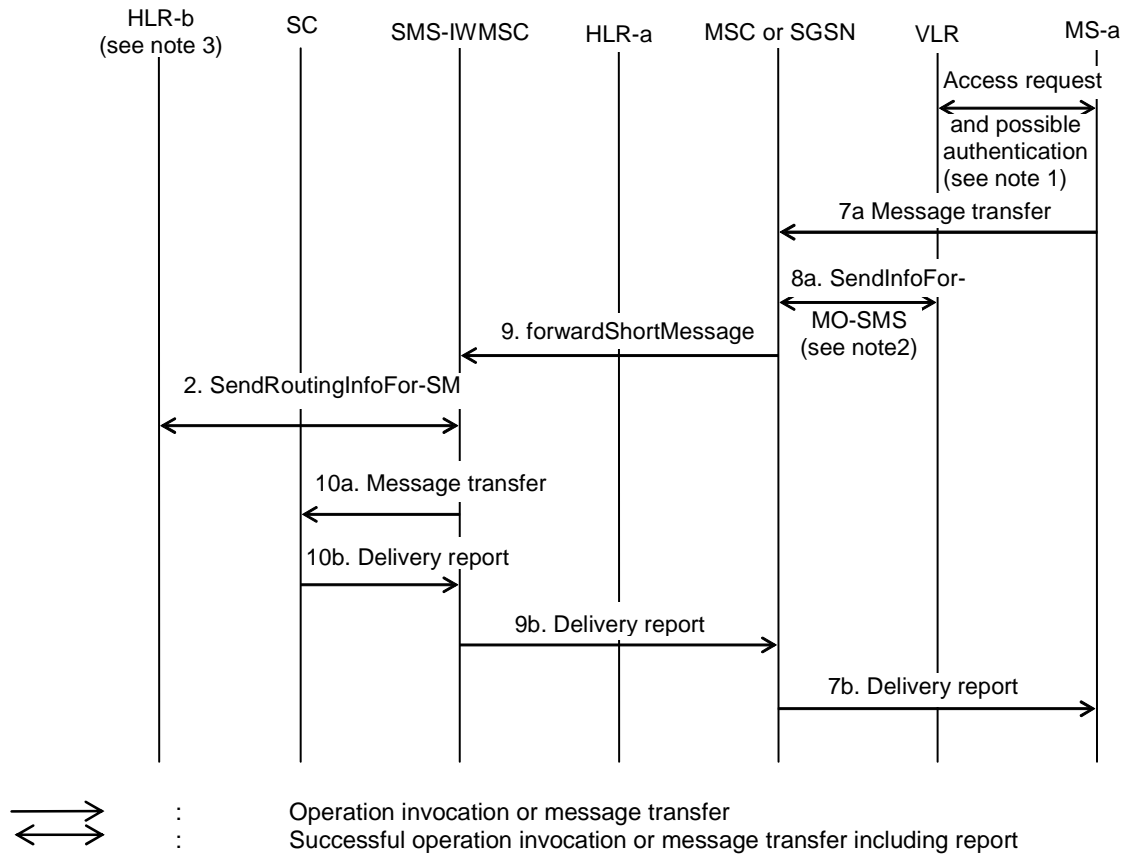 HLR-b
(see note 3)
SC
SMS-IWMSC
HLR-a
MSC or SGSN
VLR
MS-a
Access request
and possible
authentication
(see note 1)
7a Message transfer
8a. SendInfoFor-
MO-SMS
(see note2)
9. forwardShortMessage
2. SendRoutingInfoFor-SM
10a. Message transfer
10b. Delivery report
9b. Delivery report
7b. Delivery report
: Operation invocation or message transfer
: Successful operation invocation or message transfer including report